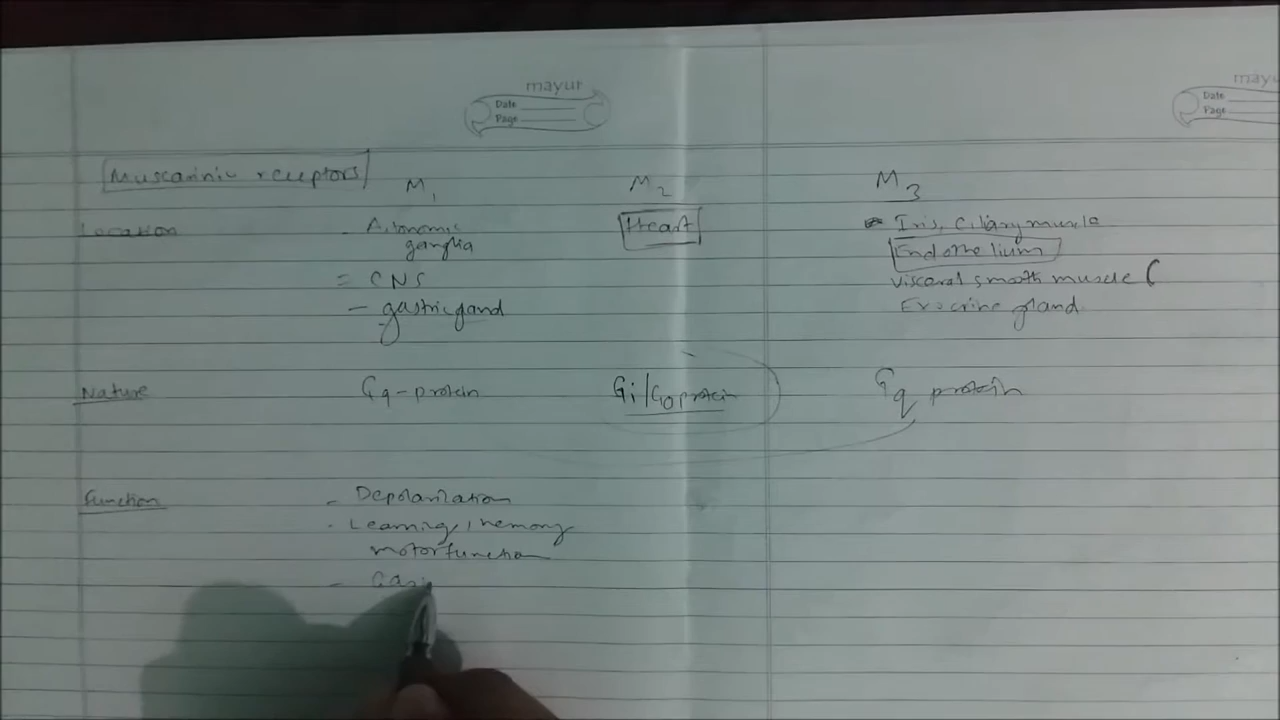 mayur
Date
Page
mayu
Date
Page
Muscarinic receptors M1 M2 M3
Location Autonomic ganglia Heart Iris, Ciliary muscle
Endothelium
= CNS visceral smooth muscle (
- gastric gland Exocrine gland
Nature Gq-protein Gi/Go protein Gq protein
Function - Depolarization
- Learning, memory
motor function
- Gas